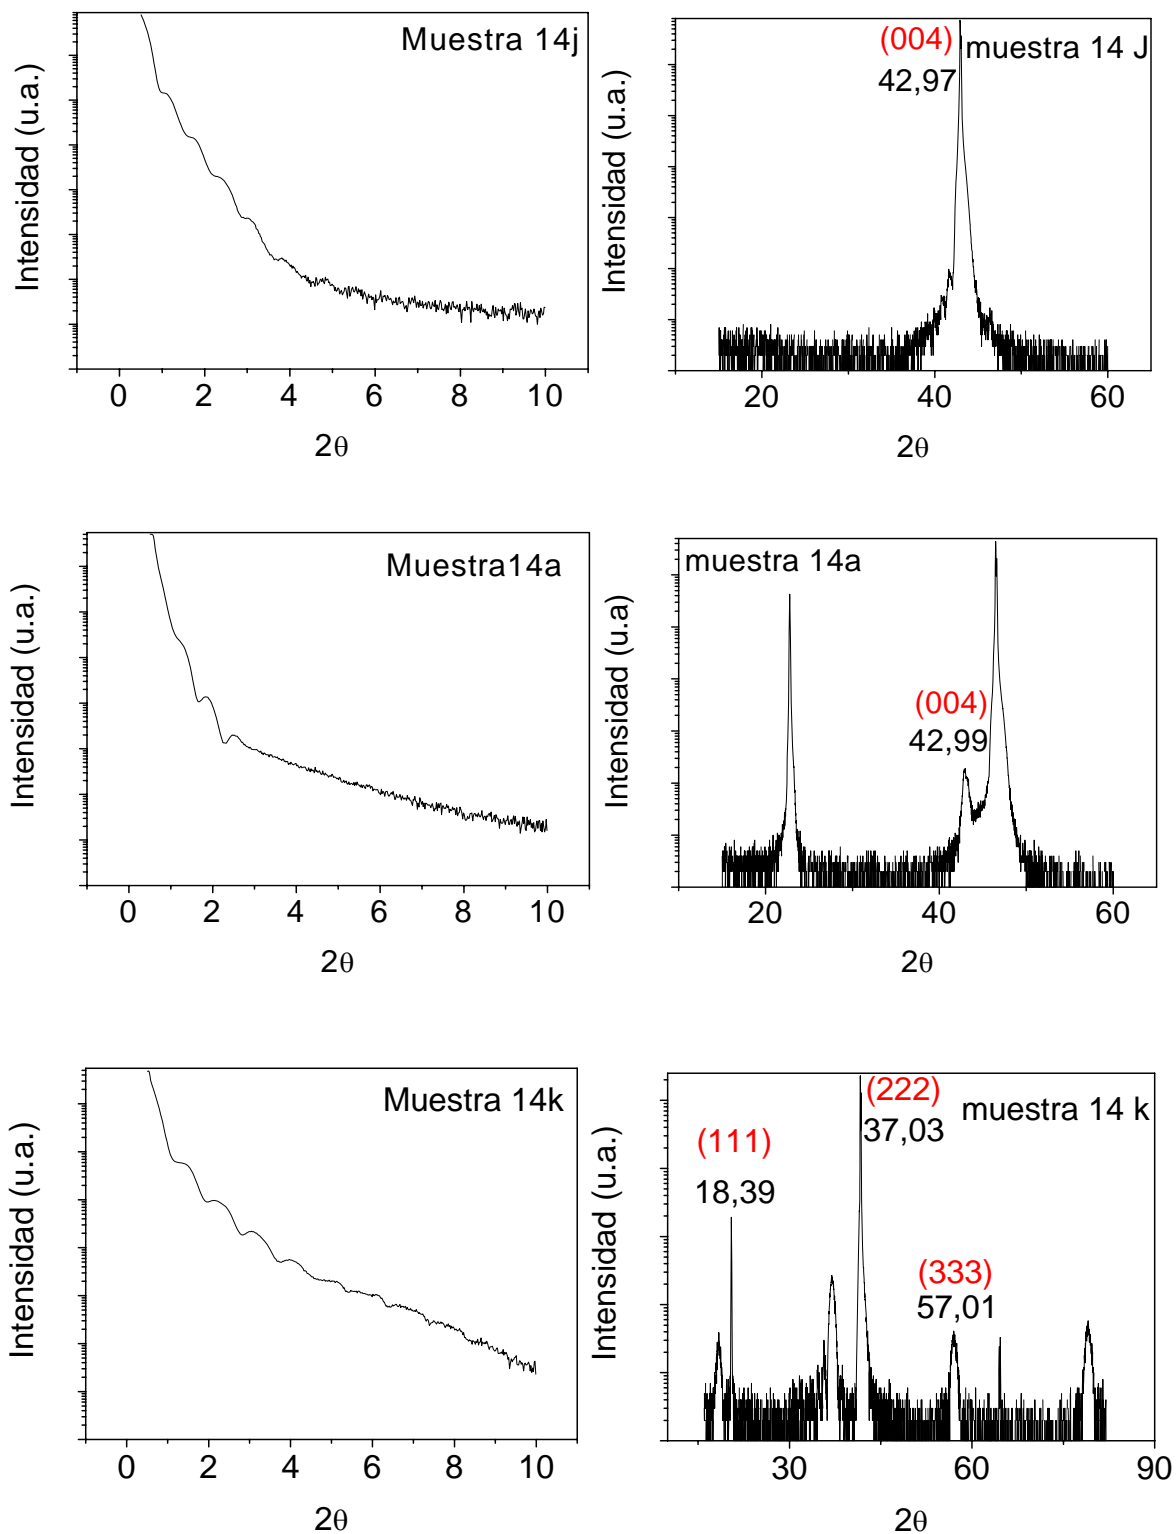 Muestra 14j
Intensidad (u.a.)
0 2 4 6 8 10
2θ
(004)
muestra 14 J
42,97
Intensidad (u.a.)
20 40 60
2θ
Muestra14a
Intensidad (u.a.)
0 2 4 6 8 10
2θ
muestra 14a
(004)
42,99
Intensidad (u.a)
20 40 60
2θ
Muestra 14k
Intensidad (u.a.)
0 2 4 6 8 10
2θ
(222)
muestra 14 k
37,03
(111)
18,39
(333)
57,01
Intensidad (u.a.)
30 60 90
2θ